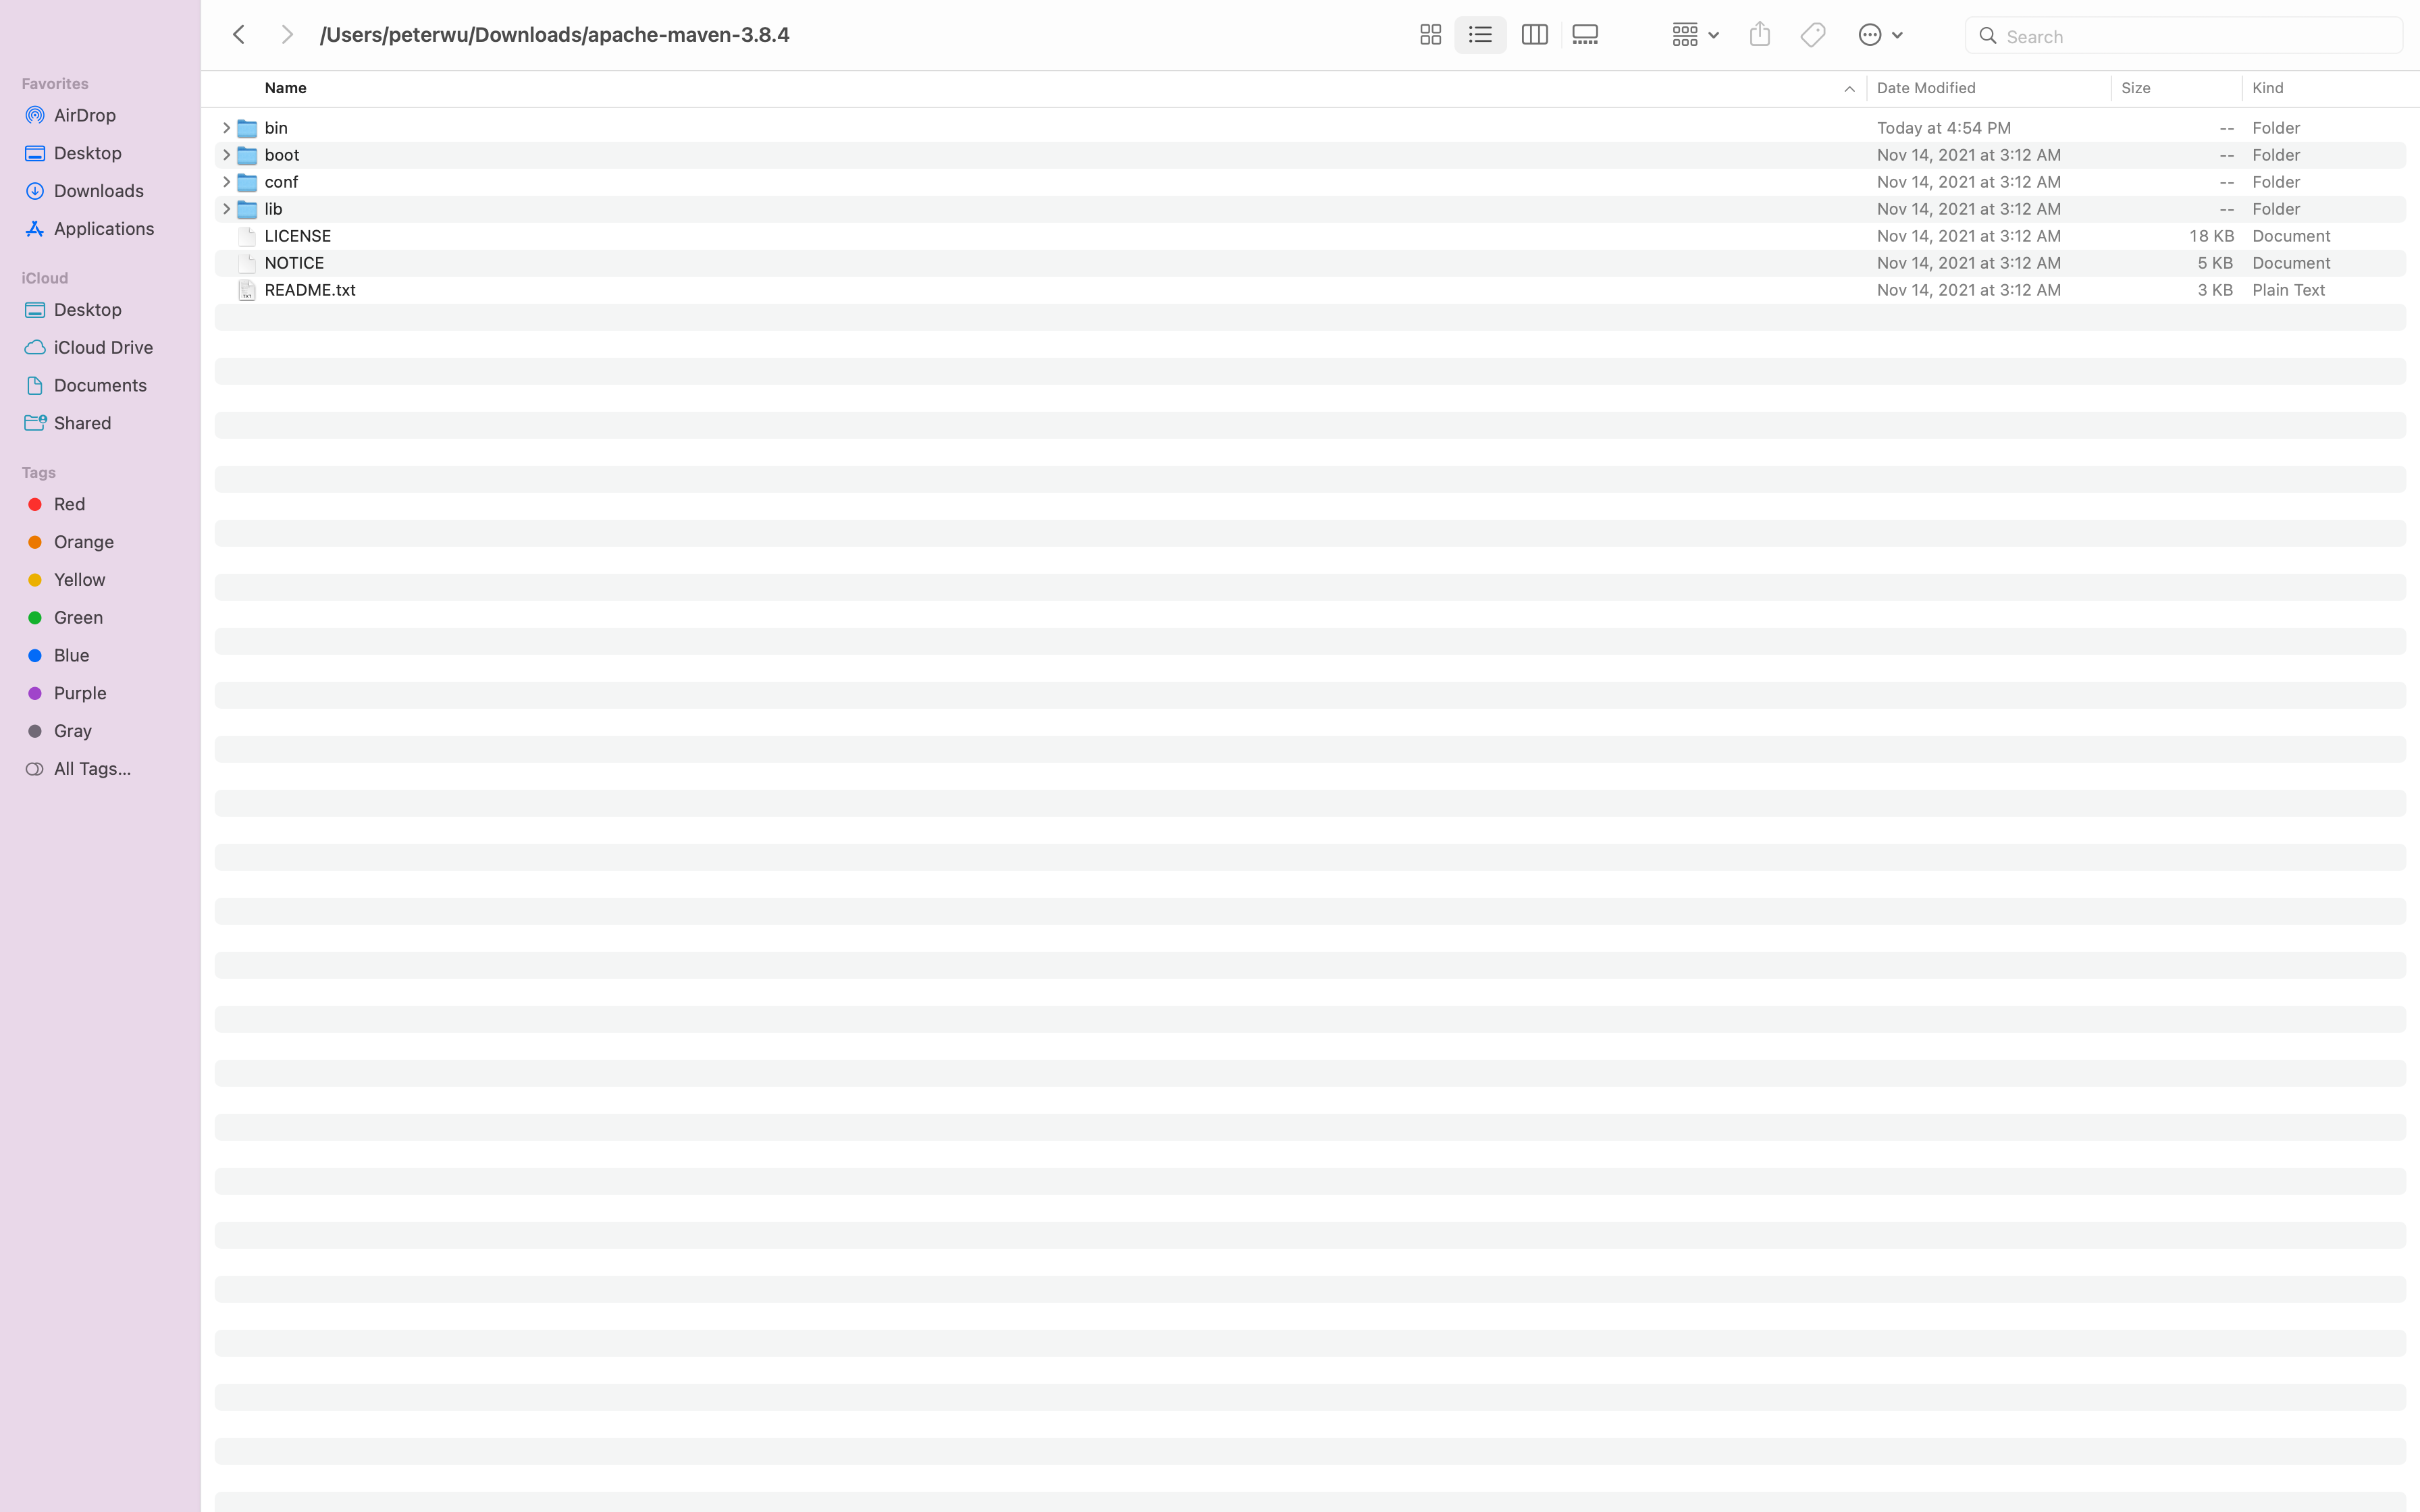 /Users/peterwu/Downloads/apache-maven-3.8.4
Search
Favorites
AirDrop
Desktop
Downloads
Applications
iCloud
Desktop
iCloud Drive
Documents
Shared
Tags
Red
Orange
Yellow
Green
Blue
Purple
Gray
All Tags...
Name Date Modified Size Kind
bin Today at 4:54 PM -- Folder
boot Nov 14, 2021 at 3:12 AM -- Folder
conf Nov 14, 2021 at 3:12 AM -- Folder
lib Nov 14, 2021 at 3:12 AM -- Folder
LICENSE Nov 14, 2021 at 3:12 AM 18 KB Document
NOTICE Nov 14, 2021 at 3:12 AM 5 KB Document
README.txt Nov 14, 2021 at 3:12 AM 3 KB Plain Text